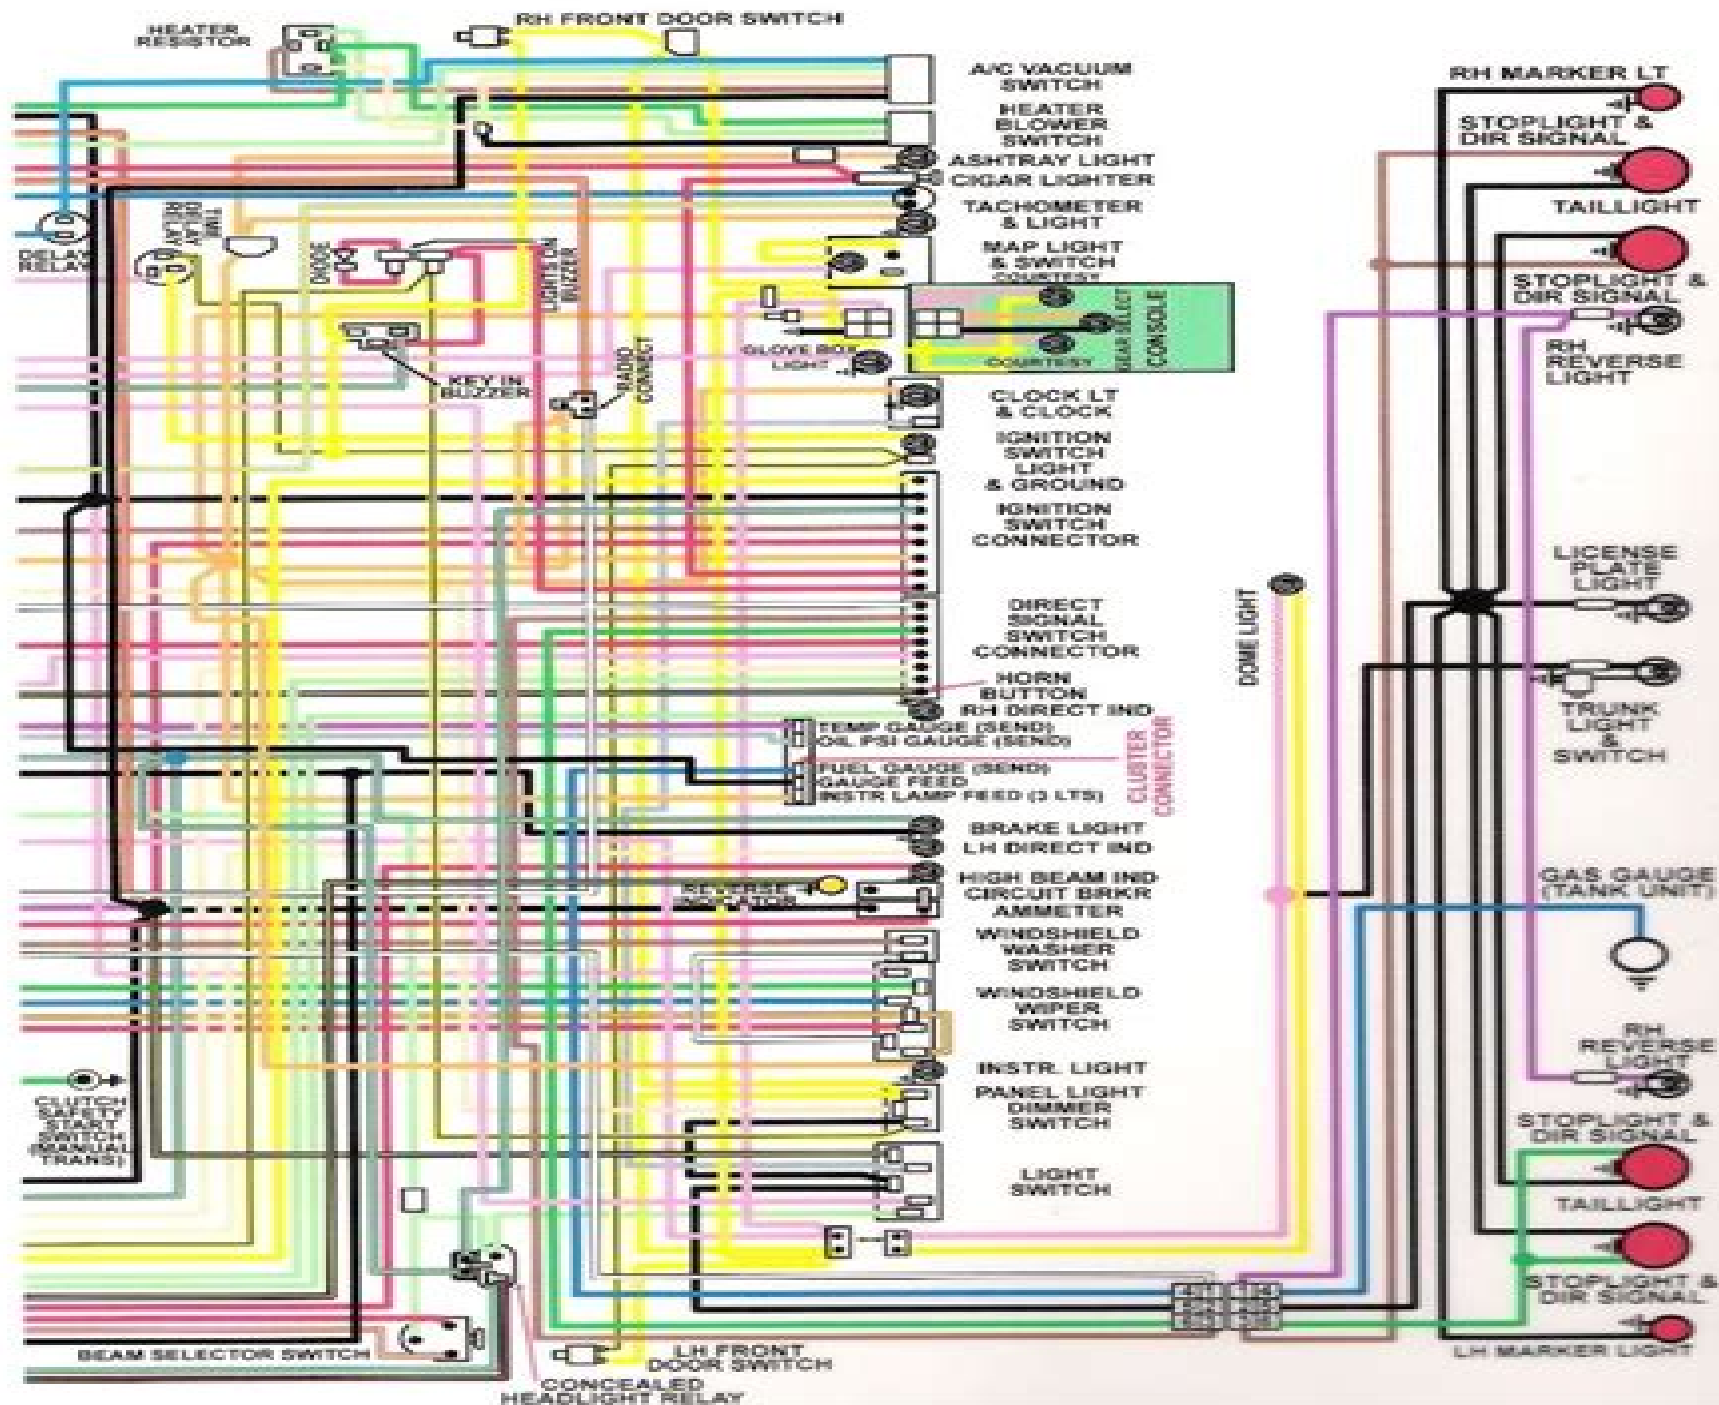 RH FRONT DOOR SWITCH
HEATER
RESISTOR
A/C VACUUM
SWITCH
HEATER
BLOWER
SWITCH
ASHTRAY LIGHT
CIGAR LIGHTER
TACHOMETER
& LIGHT
MAP LIGHT
& SWITCH
COURTESY
REAR SELECT
CONSOLE
COURTESY
DELAY
RELAY
TIME
DELAY
RELAY
DIODE
LIGHTS ON
BUZZER
KEY IN
BUZZER
RADIO
CONNECT
GLOVE BOX
LIGHT
CLOCK LT
& CLOCK
IGNITION
SWITCH
LIGHT
& GROUND
IGNITION
SWITCH
CONNECTOR
DIRECT
SIGNAL
SWITCH
CONNECTOR
HORN
BUTTON
RH DIRECT IND
TEMP GAUGE (SEND)
OIL PSI GAUGE (SEND)
FUEL GAUGE (SEND)
GAUGE FEED
INSTR LAMP FEED (3 LTS)
CLUSTER
CONNECTOR
BRAKE LIGHT
LH DIRECT IND
HIGH BEAM IND
CIRCUIT BRKR
AMMETER
REVERSE
INDICATOR
WINDSHIELD
WASHER
SWITCH
WINDSHIELD
WIPER
SWITCH
INSTR. LIGHT
PANEL LIGHT
DIMMER
SWITCH
LIGHT
SWITCH
CLUTCH
SAFETY
START
SWITCH
(MANUAL
TRANS)
BEAM SELECTOR SWITCH
LH FRONT
DOOR SWITCH
CONCEALED
HEADLIGHT RELAY
DOME LIGHT
RH MARKER LT
STOPLIGHT &
DIR SIGNAL
TAILLIGHT
STOPLIGHT &
DIR SIGNAL
RH
REVERSE
LIGHT
LICENSE
PLATE
LIGHT
TRUNK
LIGHT
&
SWITCH
GAS GAUGE
(TANK UNIT)
RH
REVERSE
LIGHT
STOPLIGHT &
DIR SIGNAL
TAILLIGHT
STOPLIGHT &
DIR SIGNAL
LH MARKER LIGHT